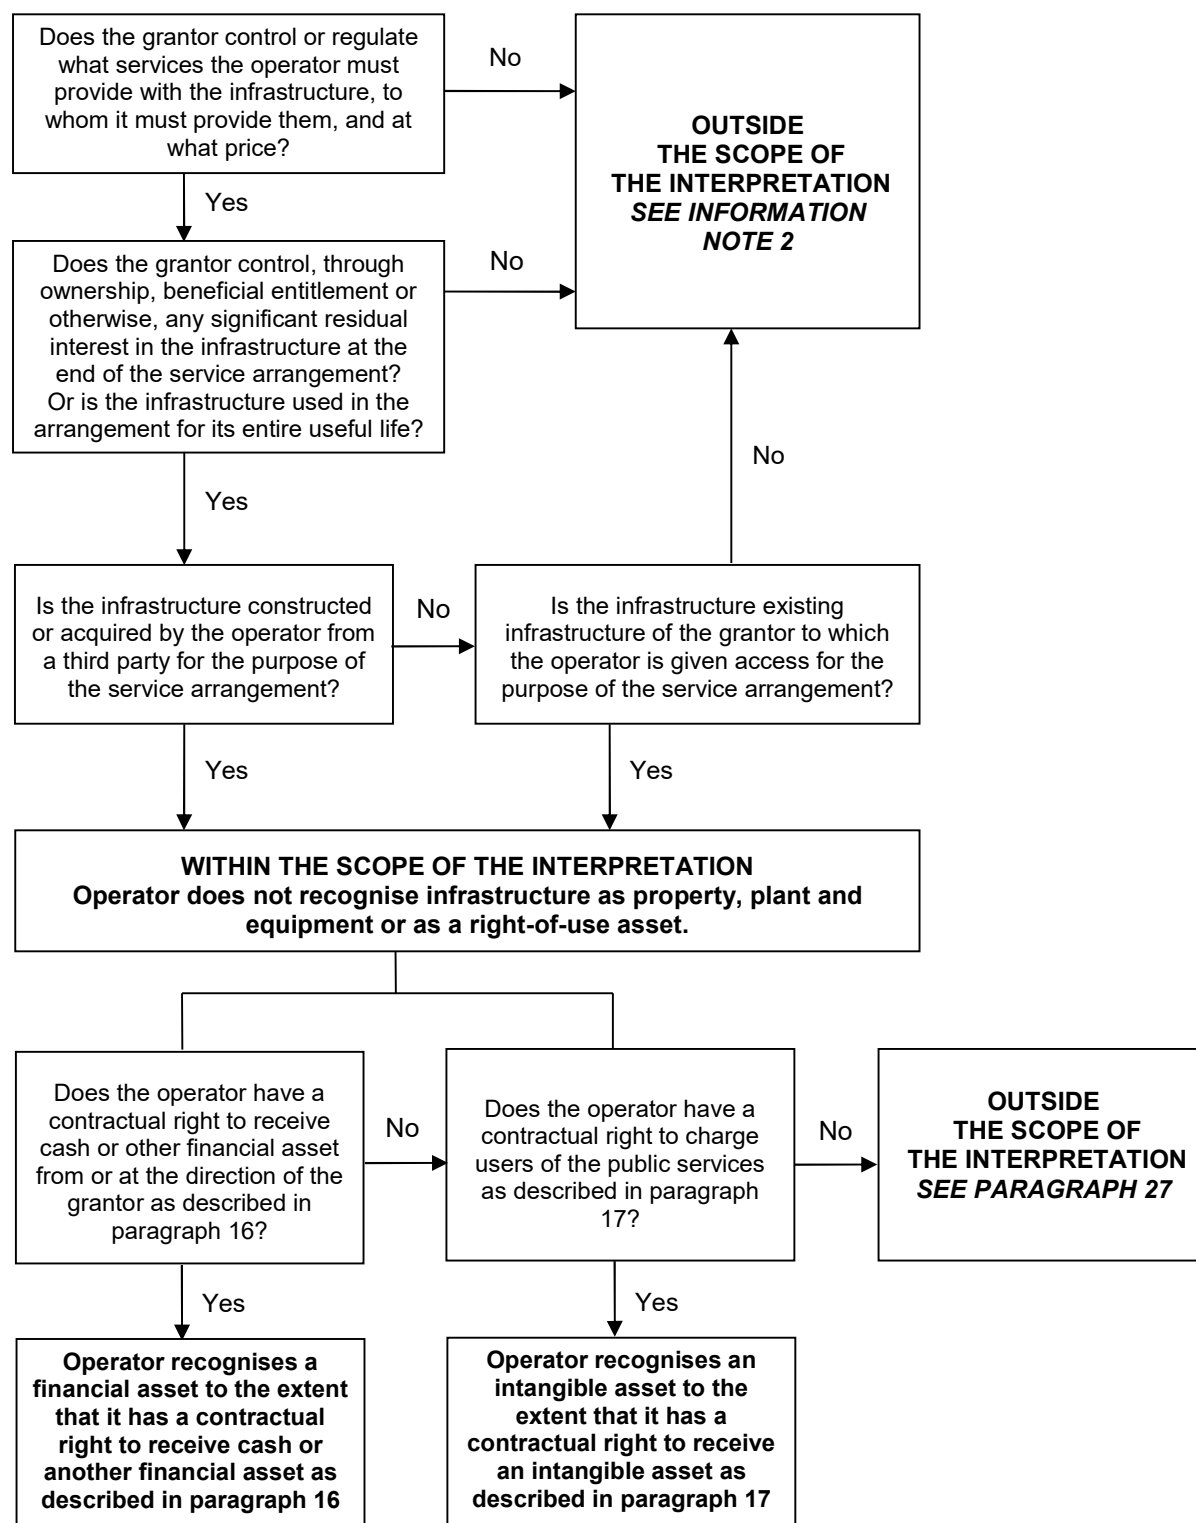 Does the grantor control or regulate
what services the operator must
provide with the infrastructure, to
whom it must provide them, and at
what price?
No
OUTSIDE
THE SCOPE OF
THE INTERPRETATION
SEE INFORMATION
NOTE 2
Yes
Does the grantor control, through
ownership, beneficial entitlement or
otherwise, any significant residual
interest in the infrastructure at the
end of the service arrangement?
Or is the infrastructure used in the
arrangement for its entire useful life?
No
No
Yes
Is the infrastructure constructed
or acquired by the operator from
a third party for the purpose of
the service arrangement?
No
Is the infrastructure existing
infrastructure of the grantor to which
the operator is given access for the
purpose of the service arrangement?
Yes
Yes
WITHIN THE SCOPE OF THE INTERPRETATION
Operator does not recognise infrastructure as property, plant and
equipment or as a right-of-use asset.
Does the operator have a
contractual right to receive
cash or other financial asset
from or at the direction of the
grantor as described in
paragraph 16?
No
Does the operator have a
contractual right to charge
users of the public services
as described in paragraph
17?
No
OUTSIDE
THE SCOPE OF
THE INTERPRETATION
SEE PARAGRAPH 27
Yes
Yes
Operator recognises a
financial asset to the extent
that it has a contractual
right to receive cash or
another financial asset as
described in paragraph 16
Operator recognises an
intangible asset to the
extent that it has a
contractual right to receive
an intangible asset as
described in paragraph 17